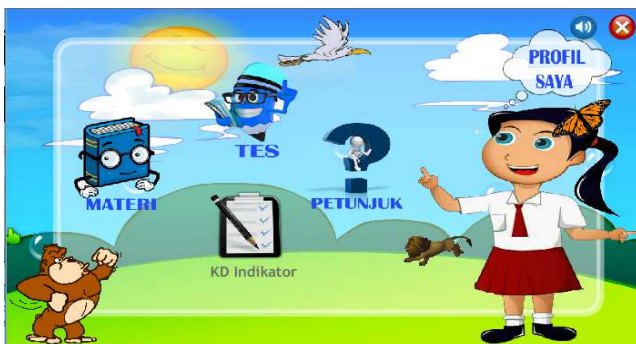 PROFIL
SAYA
TES
MATERI
PETUNJUK
KD Indikator